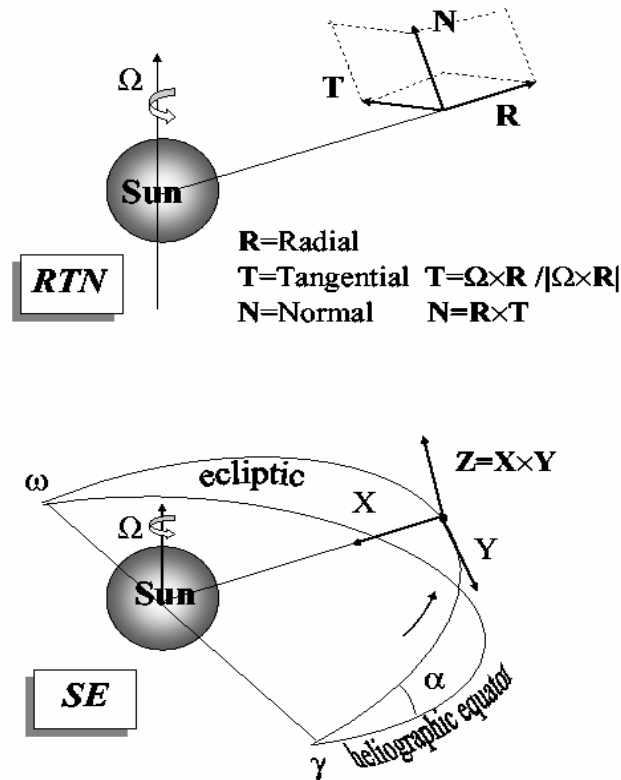 N
Ω
T
R
Sun
R=Radial
RTN
T=Tangential T=Ω×R /|Ω×R|
N=Normal N=R×T
ecliptic
Z=X×Y
ω
X
Ω
Y
Sun
SE
α
heliographic equator
γ